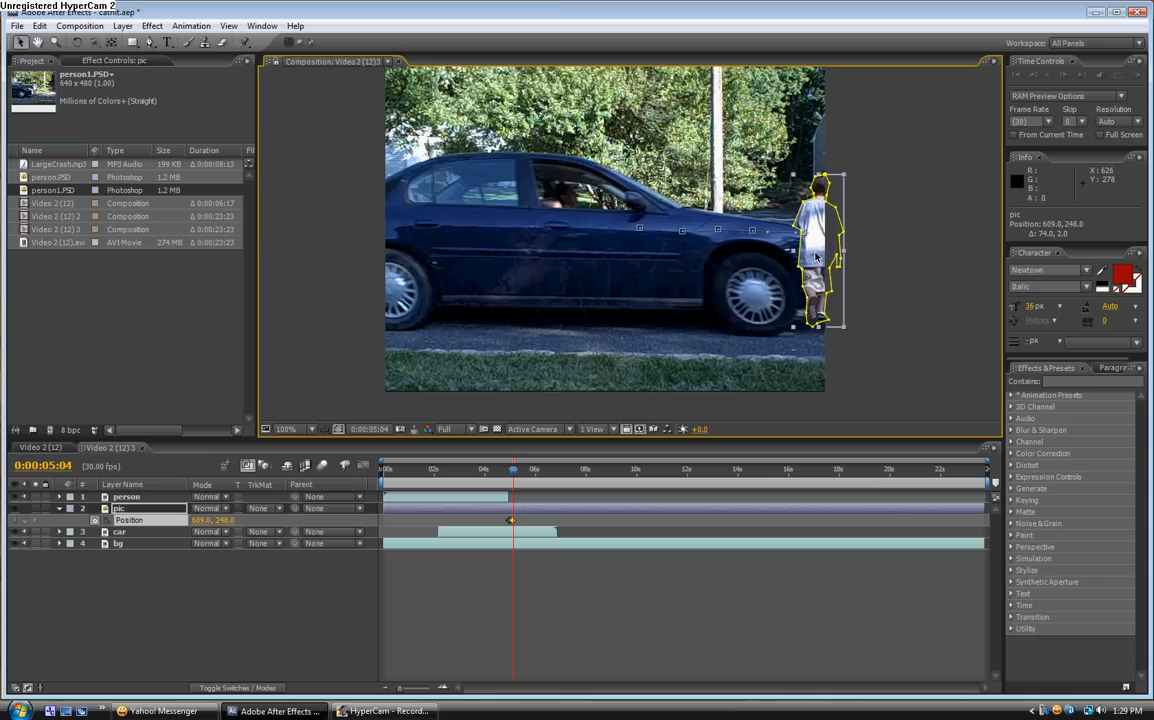 Unregistered HyperCam 2
Adobe After Effects - cathit.aep *
File Edit Composition Layer Effect Animation View Window Help
Workspace: All Panels
Project Effect Controls: pic
person1.PSD
640 x 480 (1.00)
Millions of Colors+ (Straight)
Name Type Size Duration Fil
LargeCrash.mp3 MP3 Audio 199 KB Δ 0:00:08:13
person.PSD Photoshop 1.2 MB
person1.PSD Photoshop 1.2 MB
Video 2 (12) Composition Δ 0:00:06:17
Video 2 (12) 2 Composition Δ 0:00:23:23
Video 2 (12) 3 Composition Δ 0:00:23:23
Video 2 (12).avi AVI Movie 274 MB Δ 0:00:23:23
8 bpc
Composition: Video 2 (12) 3
100% 0:00:05:04 Full Active Camera 1 View +0.0
Time Controls
RAM Preview Options
Frame Rate Skip Resolution
(30) 0 Auto
From Current Time Full Screen
Info
R : X : 626
G : Y : 278
B :
A : 0
pic
Position: 609.0, 248.0
Δ: 74.0, 2.0
Character
Newtown
Italic
36 px Auto
Metrics 0
- px
Effects & Presets Paragra
Contains:
* Animation Presets
3D Channel
Audio
Blur & Sharpen
Channel
Color Correction
Distort
Expression Controls
Generate
Keying
Matte
Noise & Grain
Paint
Perspective
Simulation
Stylize
Synthetic Aperture
Text
Time
Transition
Utility
Video 2 (12) Video 2 (12) 3
0:00:05:04 (30.00 fps)
# Layer Name Mode T TrkMat Parent
:00s 02s 04s 06s 08s 10s 12s 14s 16s 18s 20s 22s
1 person Normal None
2 pic Normal None None
Position 609.0, 248.0
3 car Normal None None
4 bg Normal None None
Toggle Switches / Modes
Yahoo! Messenger Adobe After Effects ... HyperCam - Record... 1:29 PM